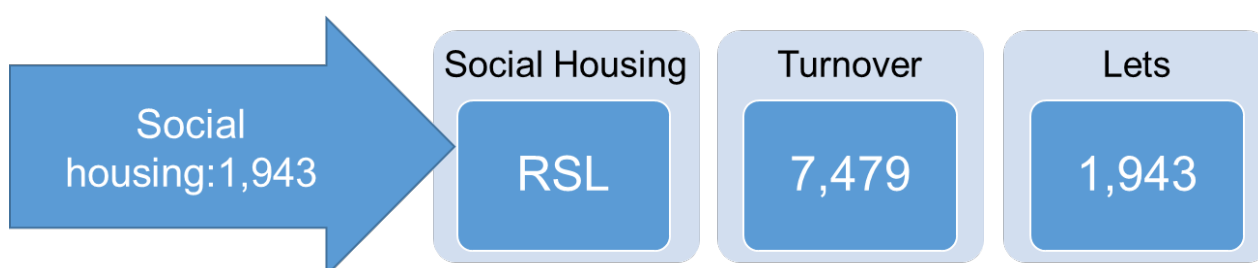 Social
housing:1,943
Social Housing
RSL
Turnover
7,479
Lets
1,943